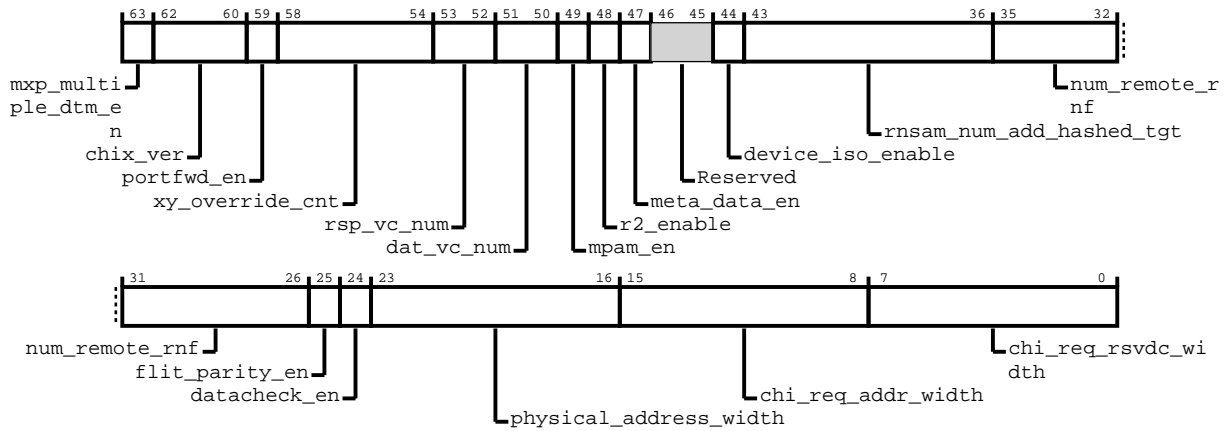 63 62 60 59 58 54 53 52 51 50 49 48 47 46 45 44 43 36 35 32
mxp_multi
ple_dtm_e
n
num_remote_r
nf
rnsam_num_add_hashed_tgt
chix_ver
device_iso_enable
portfwd_en
Reserved
xy_override_cnt
meta_data_en
rsp_vc_num
r2_enable
dat_vc_num
mpam_en
31 26 25 24 23 16 15 8 7 0
num_remote_rnf
chi_req_rsvdc_wi
dth
flit_parity_en
datacheck_en
chi_req_addr_width
physical_address_width